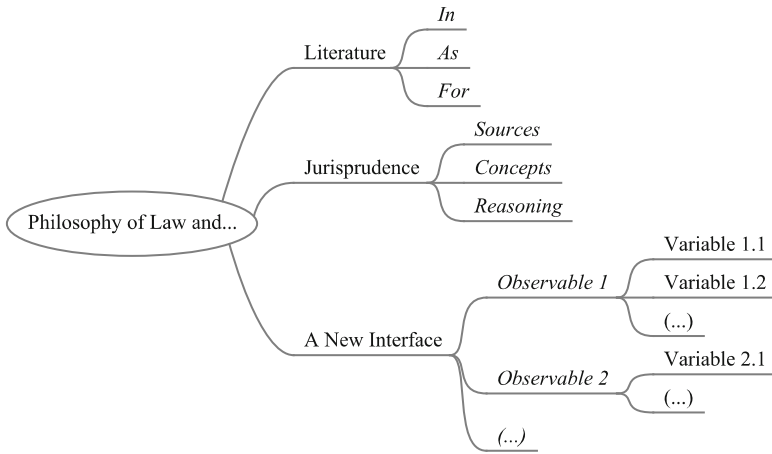 Philosophy of Law and...
Literature
In
As
For
Jurisprudence
Sources
Concepts
Reasoning
A New Interface
Observable 1
Variable 1.1
Variable 1.2
(...)
Observable 2
Variable 2.1
(...)
(...)